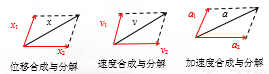 x₁ x x₂
v₁ v v₂
a₁ a a₂
位移合成与分解 速度合成与分解 加速度合成与分解